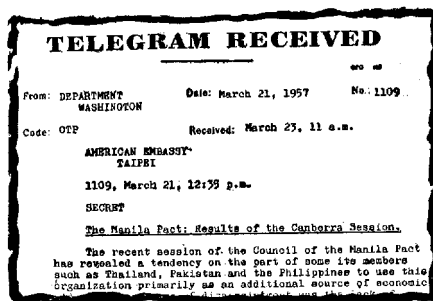 TELEGRAM RECEIVED
From: DEPARTMENT Date: March 21, 1957 No.: 1109
WASHINGTON
Code: OTP Received: March 23, 11 a.m.
AMERICAN EMBASSY
TAIPEI
1109, March 21, 12:35 p.m.
SECRET
The Manila Pact: Results of the Canborra Session.
The recent session of the Council of the Manila Pact
has revealed a tendency on the part of some its members
such as Thailand, Pakistan and the Philippines to use this
organization primarily as an additional source of economic